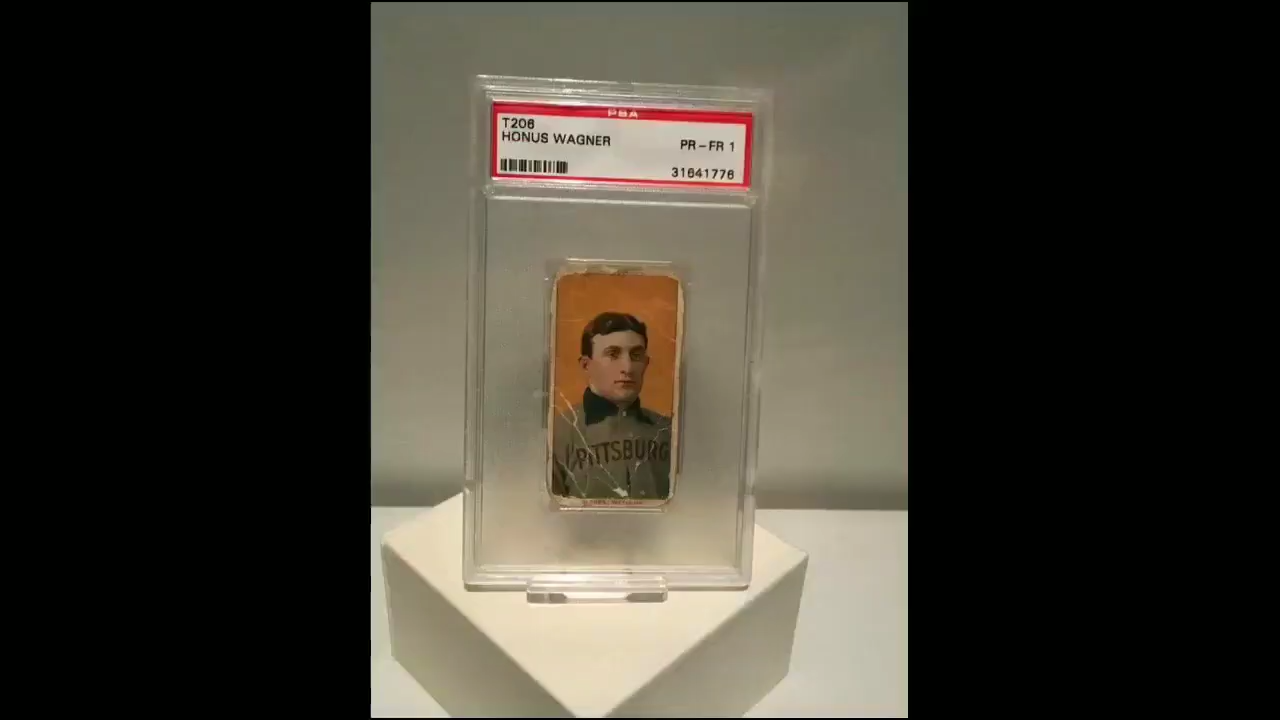 PSA
T206
HONUS WAGNER
PR-FR 1
31641776
PITTSBURG